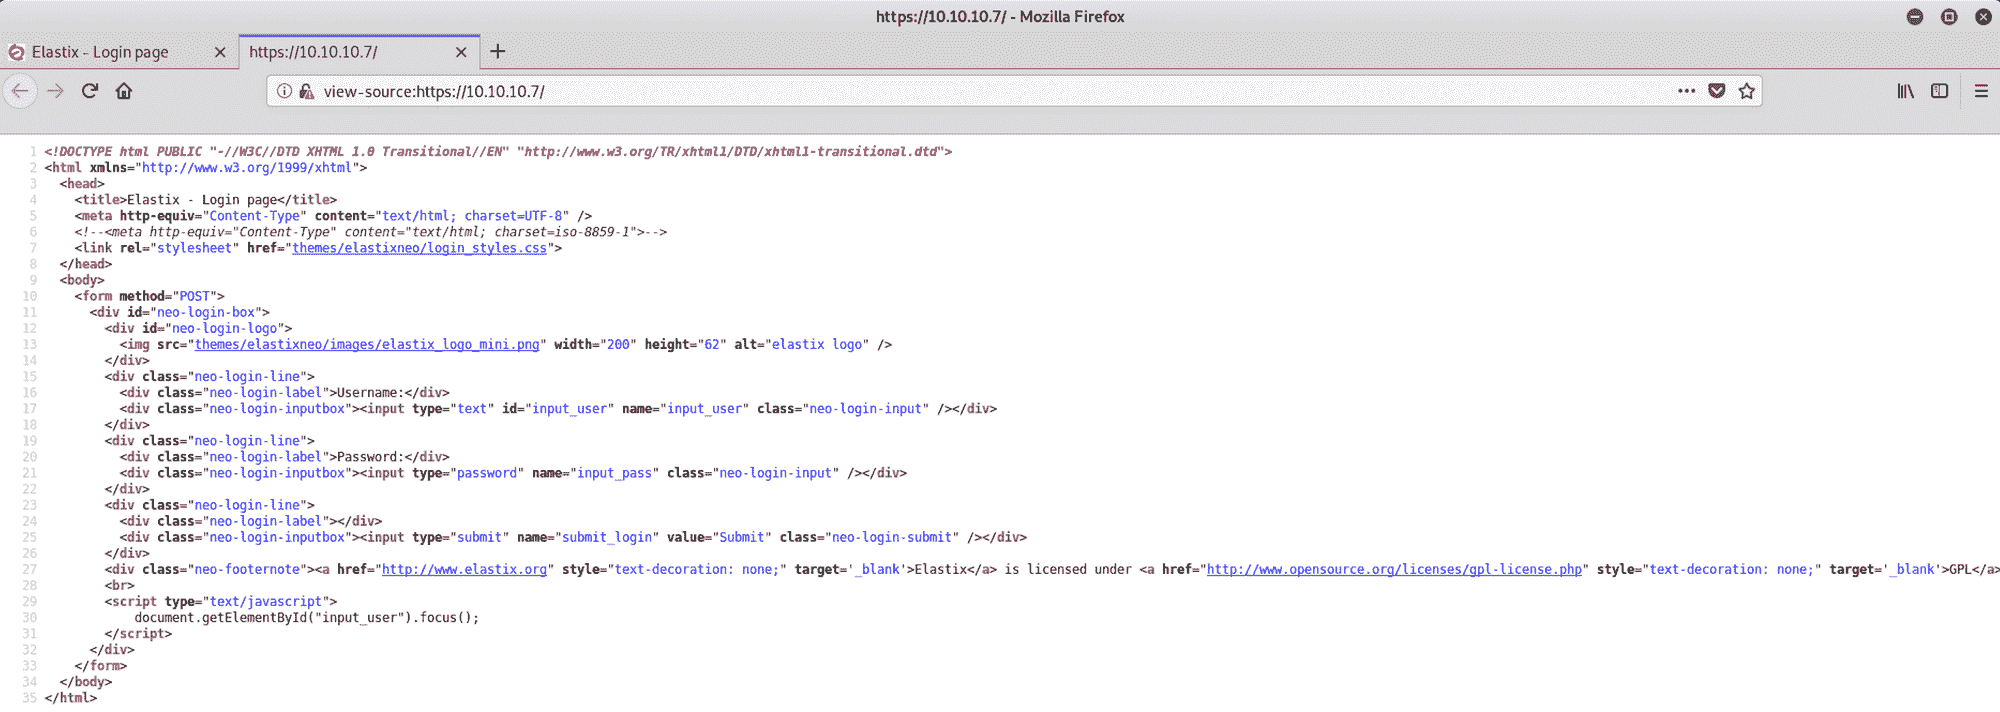 https://10.10.10.7/ - Mozilla Firefox
Elastix - Login page
https://10.10.10.7/
view-source:https://10.10.10.7/
1 <!DOCTYPE html PUBLIC "-//W3C//DTD XHTML 1.0 Transitional//EN" "http://www.w3.org/TR/xhtml1/DTD/xhtml1-transitional.dtd">
2 <html xmlns="http://www.w3.org/1999/xhtml">
3   <head>
4     <title>Elastix - Login page</title>
5     <meta http-equiv="Content-Type" content="text/html; charset=UTF-8" />
6     <!--<meta http-equiv="Content-Type" content="text/html; charset=iso-8859-1">-->
7     <link rel="stylesheet" href="themes/elastixneo/login_styles.css">
8   </head>
9   <body>
10     <form method="POST">
11       <div id="neo-login-box">
12         <div id="neo-login-logo">
13           <img src="themes/elastixneo/images/elastix_logo_mini.png" width="200" height="62" alt="elastix logo" />
14         </div>
15         <div class="neo-login-line">
16           <div class="neo-login-label">Username:</div>
17           <div class="neo-login-inputbox"><input type="text" id="input_user" name="input_user" class="neo-login-input" /></div>
18         </div>
19         <div class="neo-login-line">
20           <div class="neo-login-label">Password:</div>
21           <div class="neo-login-inputbox"><input type="password" name="input_pass" class="neo-login-input" /></div>
22         </div>
23         <div class="neo-login-line">
24           <div class="neo-login-label"></div>
25           <div class="neo-login-inputbox"><input type="submit" name="submit_login" value="Submit" class="neo-login-submit" /></div>
26         </div>
27         <div class="neo-footernote"><a href="http://www.elastix.org" style="text-decoration: none;" target='_blank'>Elastix</a> is licensed under <a href="http://www.opensource.org/licenses/gpl-license.php" style="text-decoration: none;" target='_blank'>GPL</a>
28         <br>
29         <script type="text/javascript">
30             document.getElementById("input_user").focus();
31         </script>
32       </div>
33     </form>
34   </body>
35 </html>